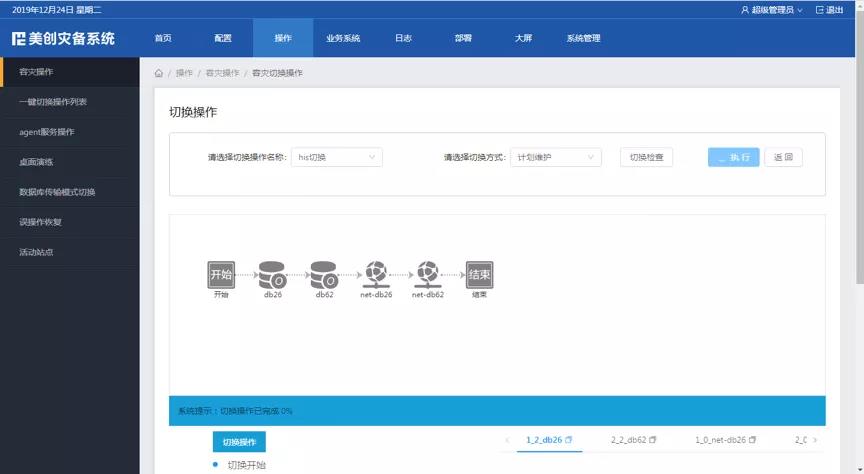 2019年12月24日 星期二
超级管理员
退出
美创灾备系统
首页
配置
操作
业务系统
日志
部署
大屏
系统管理
容灾操作
一键切换操作列表
agent服务操作
桌面演练
数据库传输模式切换
误操作恢复
活动站点
/ 操作 / 容灾操作 / 容灾切换操作
切换操作
请选择切换操作名称:
his切换
请选择切换方式:
计划维护
切换检查
执 行
返 回
开始
结束
开始
db26
db62
net-db26
net-db62
结束
系统提示：切换操作已完成 0%
切换操作
1_2_db26
2_2_db62
1_0_net-db26
2_0
切换开始